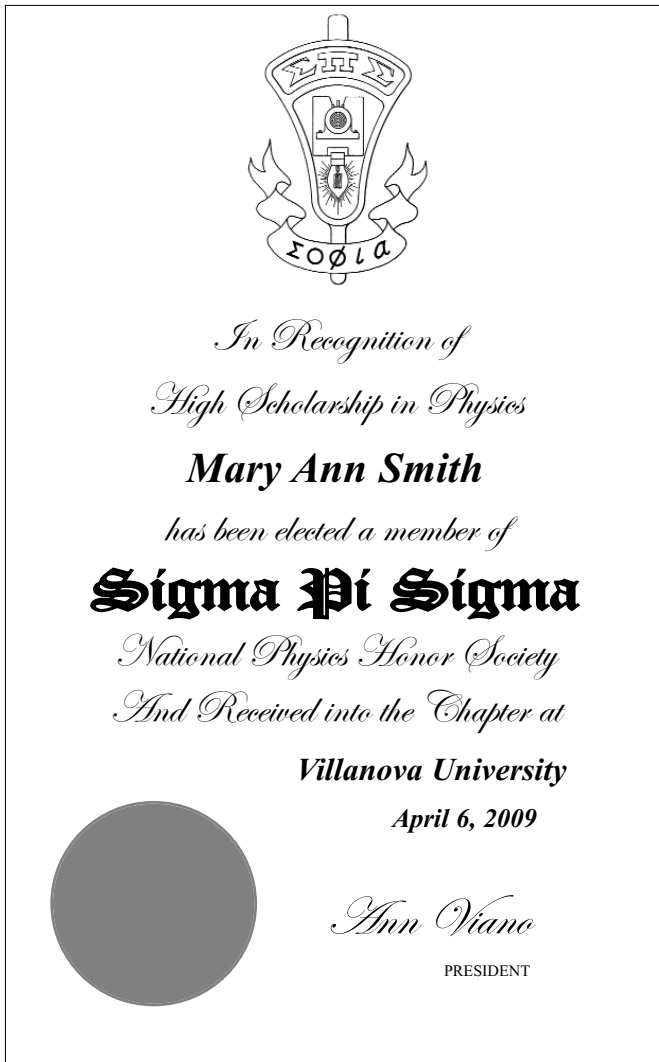 ΣΠΣ
σοφια
In Recognition of
High Scholarship in Physics
Mary Ann Smith
has been elected a member of
Sigma Pi Sigma
National Physics Honor Society
And Received into the Chapter at
Villanova University
April 6, 2009
Ann Viano
PRESIDENT